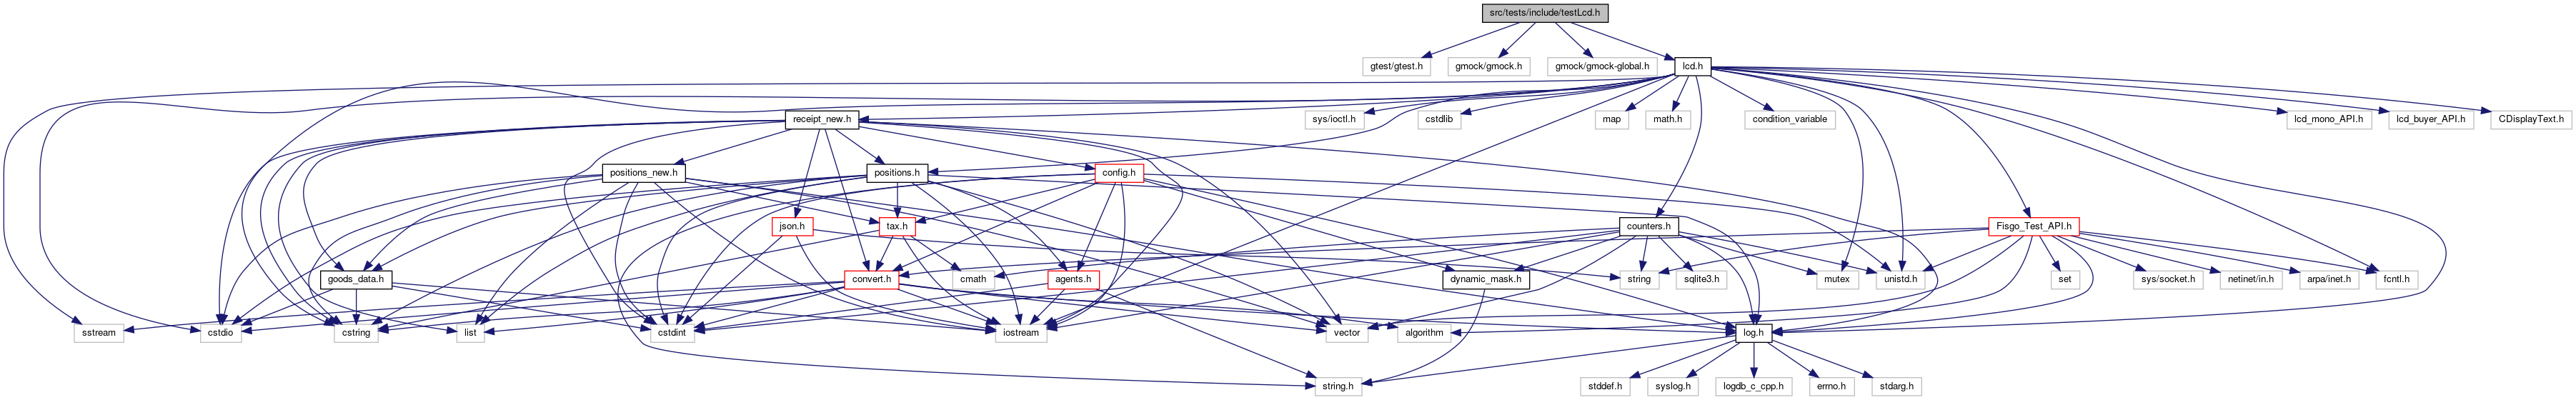 src/tests/include/testLcd.h
gtest/gtest.h
gmock/gmock.h
gmock/gmock-global.h
lcd.h
receipt_new.h
sys/ioctl.h
cstdlib
map
math.h
condition_variable
lcd_mono_API.h
lcd_buyer_API.h
CDisplayText.h
positions_new.h
positions.h
config.h
json.h
tax.h
counters.h
Fisgo_Test_API.h
goods_data.h
convert.h
cmath
agents.h
dynamic_mask.h
string
sqlite3.h
mutex
unistd.h
set
sys/socket.h
netinet/in.h
arpa/inet.h
fcntl.h
sstream
cstdio
cstring
list
cstdint
iostream
vector
algorithm
log.h
string.h
stddef.h
syslog.h
logdb_c_cpp.h
errno.h
stdarg.h